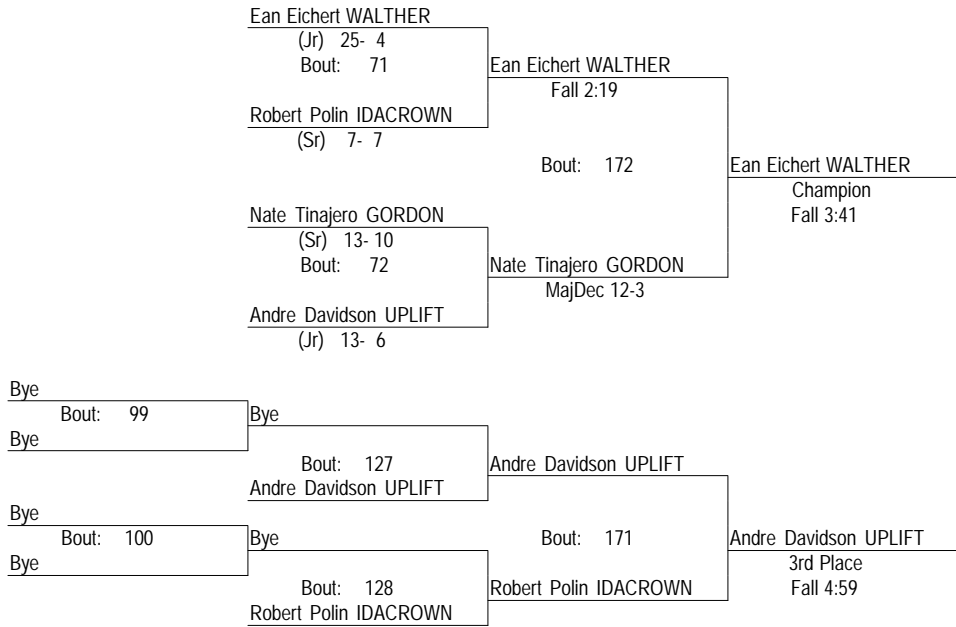 Ean Eichert WALTHER
(Jr) 25- 4
Bout: 71
Ean Eichert WALTHER
Fall 2:19
Robert Polin IDACROWN
(Sr) 7- 7
Bout: 172
Ean Eichert WALTHER
Champion
Fall 3:41
Nate Tinajero GORDON
(Sr) 13- 10
Bout: 72
Nate Tinajero GORDON
MajDec 12-3
Andre Davidson UPLIFT
(Jr) 13- 6
Bye
Bout: 99
Bye
Bye
Bout: 127
Andre Davidson UPLIFT
Andre Davidson UPLIFT
Bye
Bout: 100
Bye
Bye
Bout: 171
Andre Davidson UPLIFT
3rd Place
Fall 4:59
Bout: 128
Robert Polin IDACROWN
Robert Polin IDACROWN